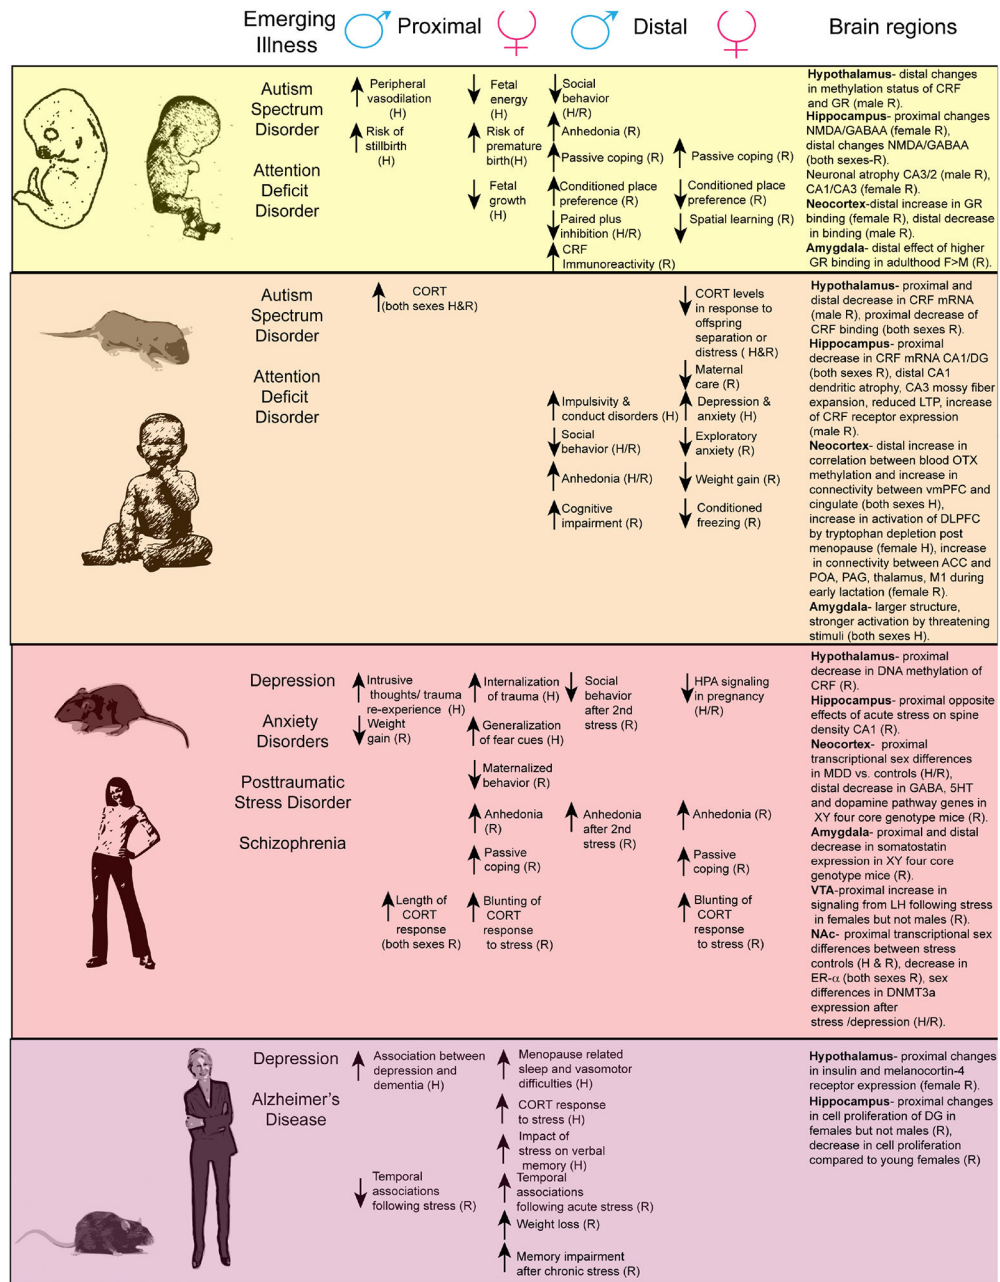 Emerging
Illness
Proximal
Distal
Brain regions
Autism
Spectrum
Disorder
Attention
Deficit
Disorder
Peripheral
vasodilation
(H)
Risk of
stillbirth
(H)
Fetal
energy
(H)
Risk of
premature
birth(H)
Fetal
growth
(H)
Social
behavior
(H/R)
Anhedonia (R)
Passive coping (R)
Conditioned place
preference (R)
Paired plus
inhibition (H/R)
CRF
Immunoreactivity (R)
Passive coping (R)
Conditioned place
preference (R)
Spatial learning (R)
Hypothalamus- distal changes
in methylation status of CRF
and GR (male R).
Hippocampus- proximal changes
NMDA/GABAA (female R),
distal changes NMDA/GABAA
(both sexes-R).
Neuronal atrophy CA3/2 (male R),
CA1/CA3 (female R).
Neocortex-distal increase in GR
binding (female R), distal decrease
in binding (male R).
Amygdala- distal effect of higher
GR binding in adulthood F>M (R).
Autism
Spectrum
Disorder
Attention
Deficit
Disorder
CORT
(both sexes H&R)
Impulsivity &
conduct disorders (H)
Social
behavior (H/R)
Anhedonia (H/R)
Cognitive
impairment (R)
CORT levels
in response to
offspring
separation or
distress ( H&R)
Maternal
care (R)
Depression &
anxiety (H)
Exploratory
anxiety (R)
Weight gain (R)
Conditioned
freezing (R)
Hypothalamus- proximal and
distal decrease in CRF mRNA
(male R), proximal decrease of
CRF binding (both sexes R).
Hippocampus- proximal
decrease in CRF mRNA CA1/DG
(both sexes R), distal CA1
dendritic atrophy, CA3 mossy fiber
expansion, reduced LTP, increase
of CRF receptor expression
(male R).
Neocortex- distal increase in
correlation between blood OTX
methylation and increase in
connectivity between vmPFC and
cingulate (both sexes H),
increase in activation of DLPFC
by tryptophan depletion post
menopause (female H), increase
in connectivity between ACC and
POA, PAG, thalamus, M1 during
early lactation (female R).
Amygdala- larger structure,
stronger activation by threatening
stimuli (both sexes H).
Depression
Anxiety
Disorders
Posttraumatic
Stress Disorder
Schizophrenia
Intrusive
thoughts/ trauma
re-experience (H)
Weight
gain (R)
Length of
CORT
response
(both sexes R)
Internalization
of trauma (H)
Generalization
of fear cues (H)
Maternalized
behavior (R)
Anhedonia
(R)
Passive
coping (R)
Blunting of
CORT
response
to stress (R)
Social
behavior
after 2nd
stress (R)
Anhedonia
after 2nd
stress (R)
HPA signaling
in pregnancy
(H/R)
Anhedonia (R)
Passive
coping (R)
Blunting of
CORT
response
to stress (R)
Hypothalamus- proximal
decrease in DNA methylation of
CRF (R).
Hippocampus- proximal opposite
effects of acute stress on spine
density CA1 (R).
Neocortex- proximal
transcriptional sex differences
in MDD vs. controls (H/R),
distal decrease in GABA, 5HT
and dopamine pathway genes in
XY four core genotype mice (R).
Amygdala- proximal and distal
decrease in somatostatin
expression in XY four core
genotype mice (R).
VTA-proximal increase in
signaling from LH following stress
in females but not males (R).
NAc- proximal transcriptional sex
differences between stress
controls (H & R), decrease in
ER-α (both sexes R), sex
differences in DNMT3a
expression after
stress /depression (H/R).
Depression
Alzheimer's
Disease
Association between
depression and
dementia (H)
Temporal
associations
following stress (R)
Menopause related
sleep and vasomotor
difficulties (H)
CORT response
to stress (H)
Impact of
stress on verbal
memory (H)
Temporal
associations
following acute stress (R)
Weight loss (R)
Memory impairment
after chronic stress (R)
Hypothalamus- proximal changes
in insulin and melanocortin-4
receptor expression (female R).
Hippocampus- proximal changes
in cell proliferation of DG in
females but not males (R),
decrease in cell proliferation
compared to young females (R)